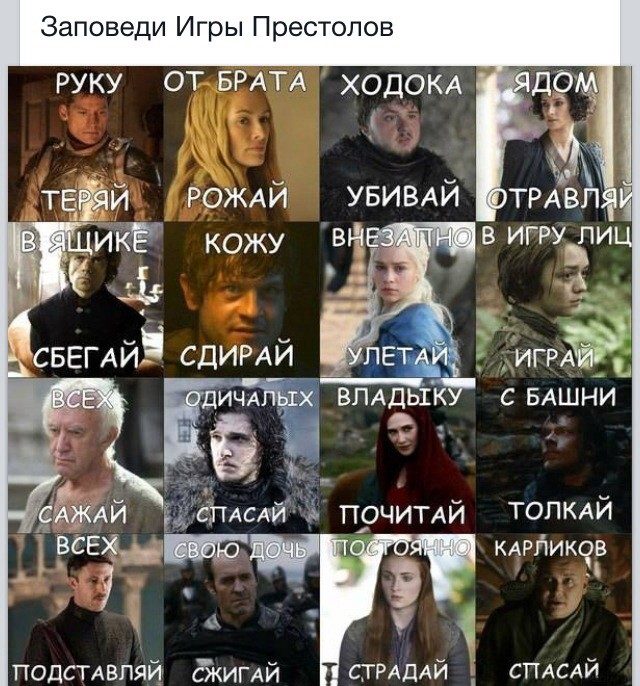 Заповеди Игры Престолов
РУКУ
ТЕРЯЙ
ОТ БРАТА
РОЖАЙ
ХОДОКА
УБИВАЙ
ЯДОМ
ОТРАВЛЯЙ
В ЯЩИКЕ
СБЕГАЙ
КОЖУ
СДИРАЙ
ВНЕЗАПНО
УЛЕТАЙ
В ИГРУ ЛИЦ
ИГРАЙ
ВСЕХ
САЖАЙ
ОДИЧАЛЫХ
СПАСАЙ
ВЛАДЫКУ
ПОЧИТАЙ
С БАШНИ
ТОЛКАЙ
ВСЕХ
ПОДСТАВЛЯЙ
СВОЮ ДОЧЬ
СЖИГАЙ
ПОСТОЯННО
СТРАДАЙ
КАРЛИКОВ
СПАСАЙ